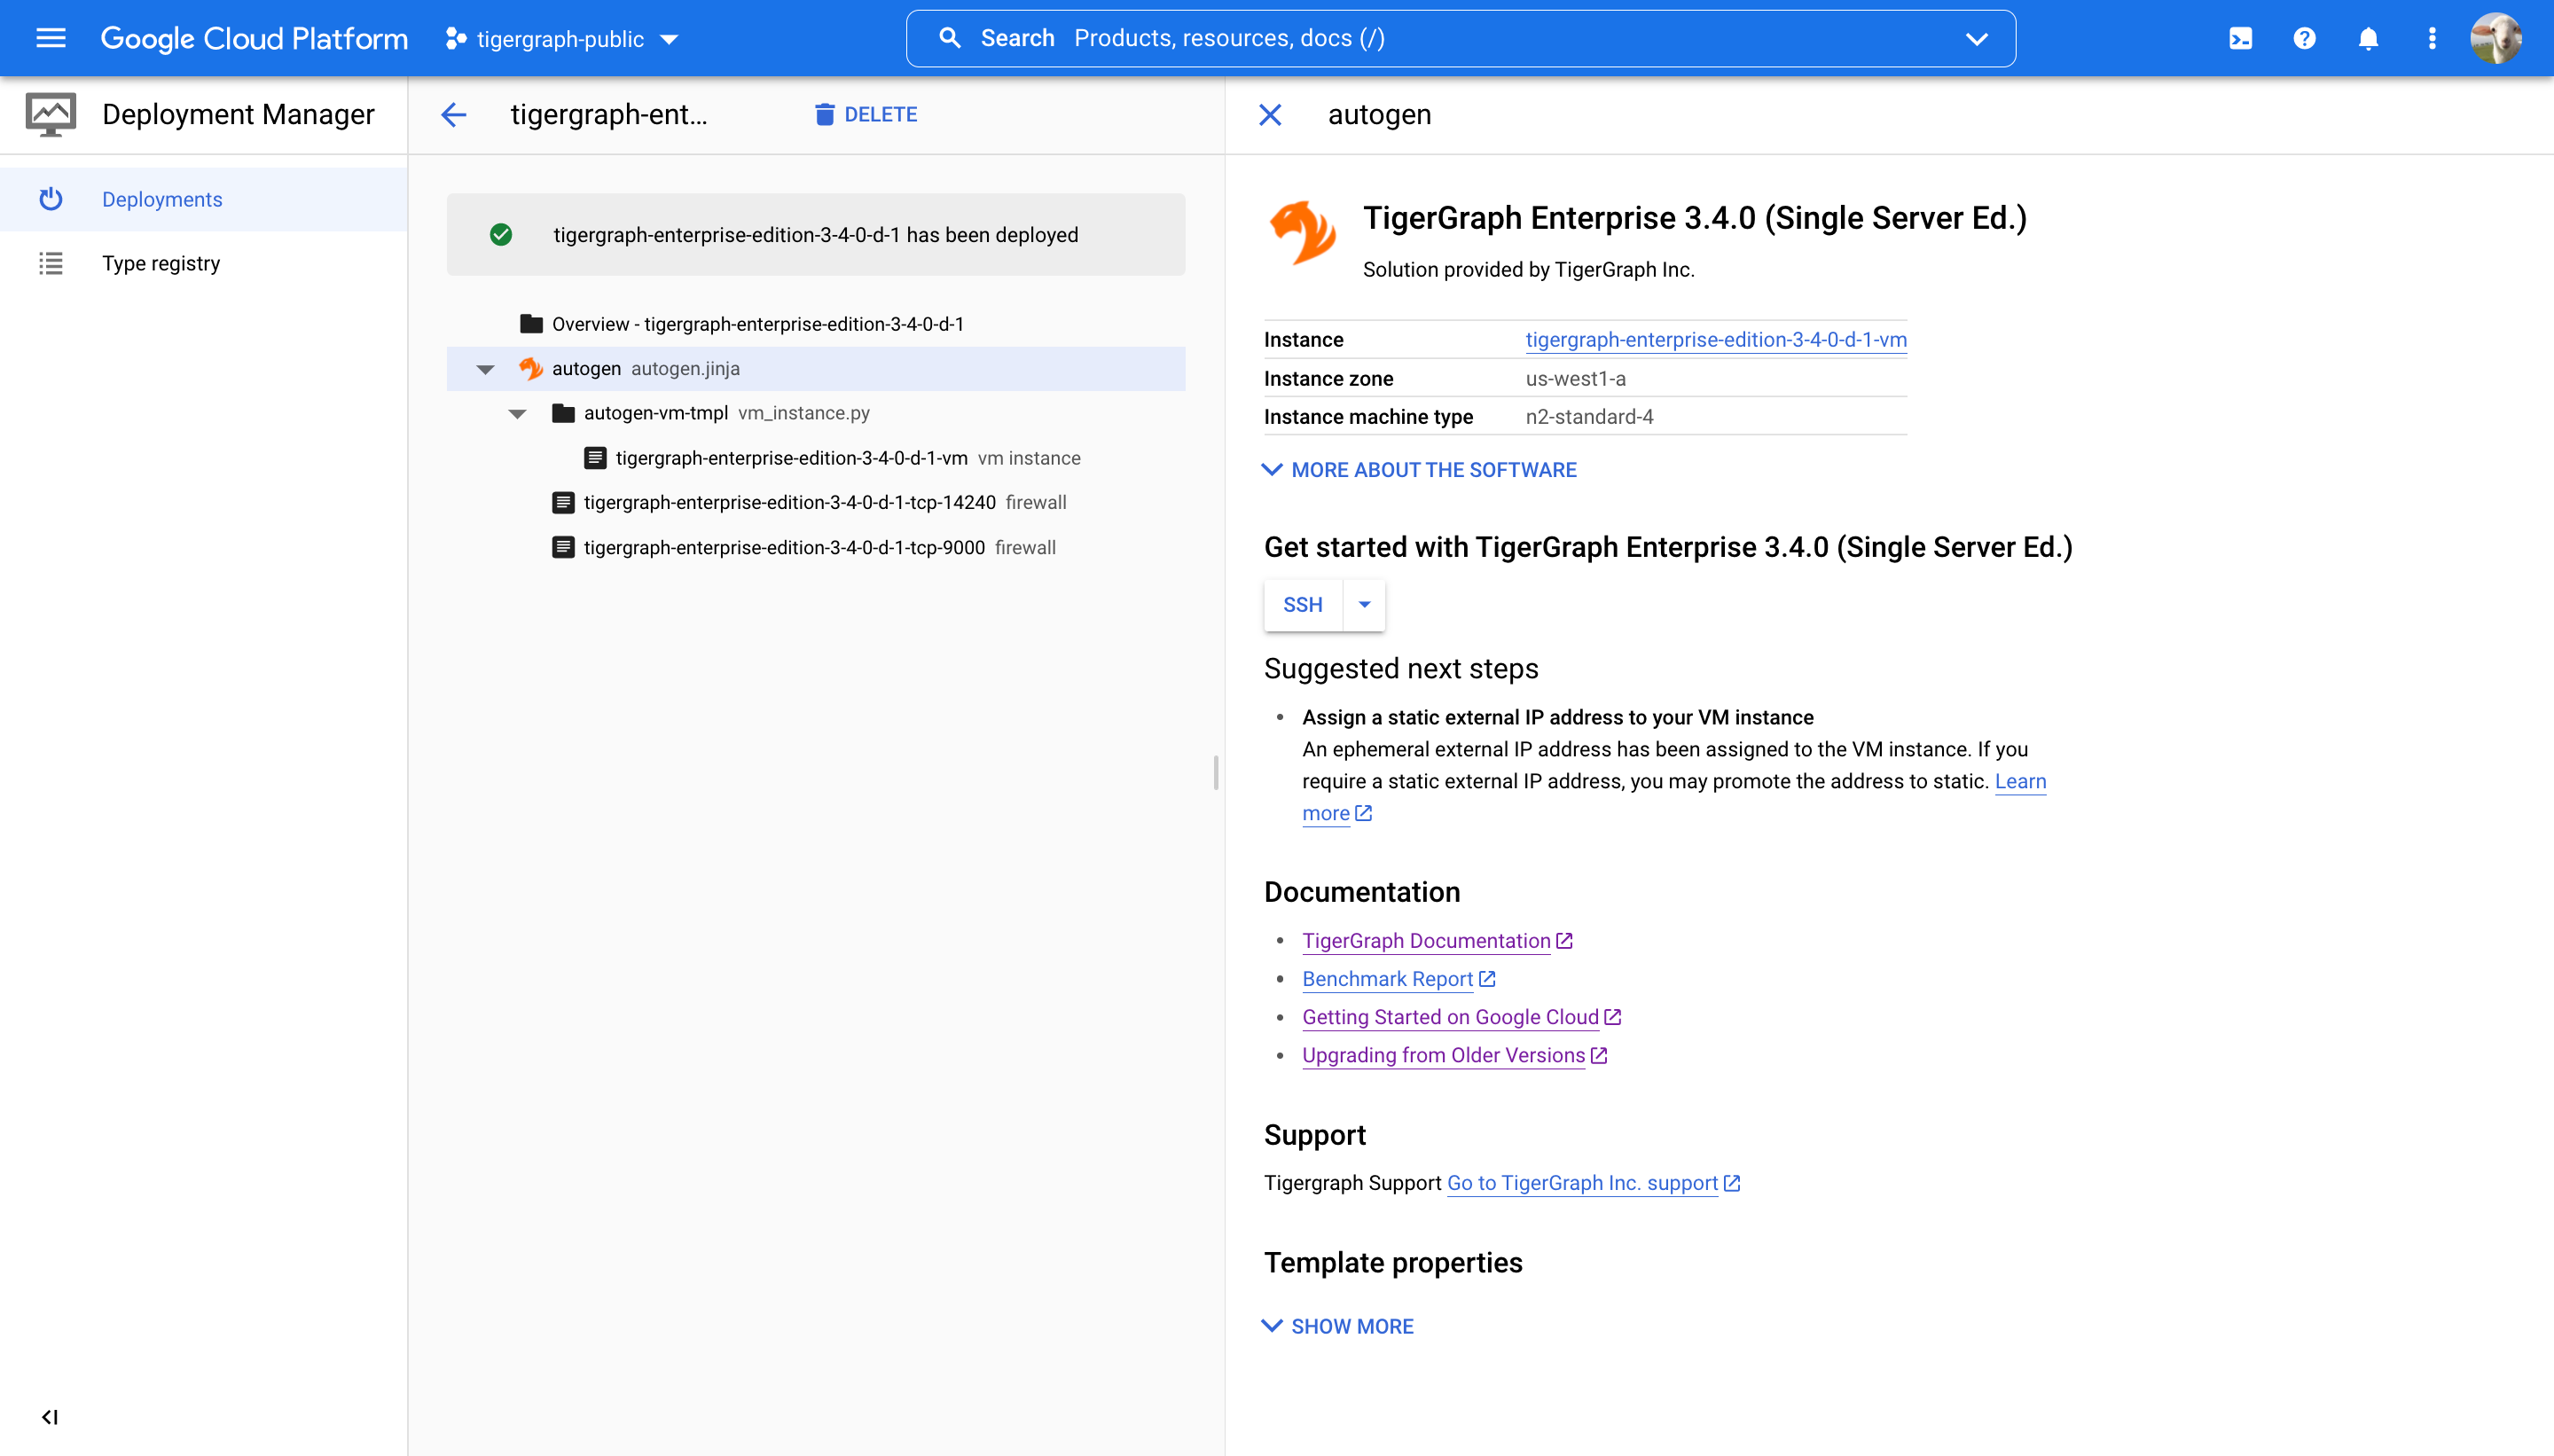 Google Cloud Platform
tigergraph-public
Search Products, resources, docs (/)
Deployment Manager
Deployments
Type registry
tigergraph-ent...
DELETE
tigergraph-enterprise-edition-3-4-0-d-1 has been deployed
Overview - tigergraph-enterprise-edition-3-4-0-d-1
autogen autogen.jinja
autogen-vm-tmpl vm_instance.py
tigergraph-enterprise-edition-3-4-0-d-1-vm vm instance
tigergraph-enterprise-edition-3-4-0-d-1-tcp-14240 firewall
tigergraph-enterprise-edition-3-4-0-d-1-tcp-9000 firewall
autogen
TigerGraph Enterprise 3.4.0 (Single Server Ed.)
Solution provided by TigerGraph Inc.
Instance tigergraph-enterprise-edition-3-4-0-d-1-vm
Instance zone us-west1-a
Instance machine type n2-standard-4
MORE ABOUT THE SOFTWARE
Get started with TigerGraph Enterprise 3.4.0 (Single Server Ed.)
SSH
Suggested next steps
• Assign a static external IP address to your VM instance
An ephemeral external IP address has been assigned to the VM instance. If you
require a static external IP address, you may promote the address to static. Learn
more
Documentation
• TigerGraph Documentation
• Benchmark Report
• Getting Started on Google Cloud
• Upgrading from Older Versions
Support
Tigergraph Support Go to TigerGraph Inc. support
Template properties
SHOW MORE